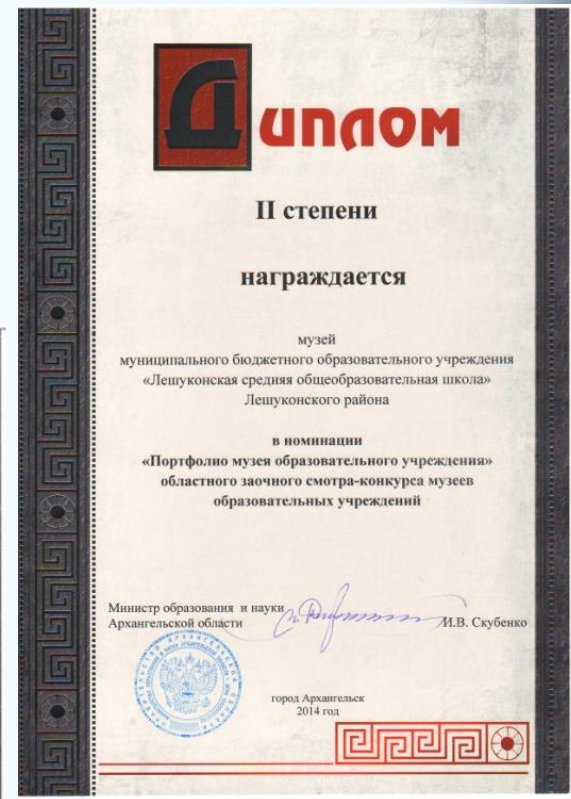 Диплом
II степени
награждается
музей
муниципального бюджетного образовательного учреждения
«Лешуконская средняя общеобразовательная школа»
Лешуконского района
в номинации
«Портфолио музея образовательного учреждения»
областного заочного смотра-конкурса музеев
образовательных учреждений
Министр образования и науки
Архангельской области И.В. Скубенко
город Архангельск
2014 год